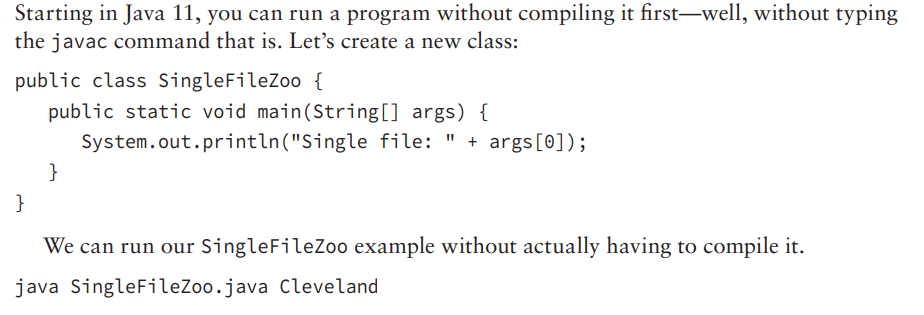 Starting in Java 11, you can run a program without compiling it first—well, without typing
the javac command that is. Let’s create a new class:
public class SingleFileZoo {
   public static void main(String[] args) {
      System.out.println("Single file: " + args[0]);
   }
}
We can run our SingleFileZoo example without actually having to compile it.
java SingleFileZoo.java Cleveland